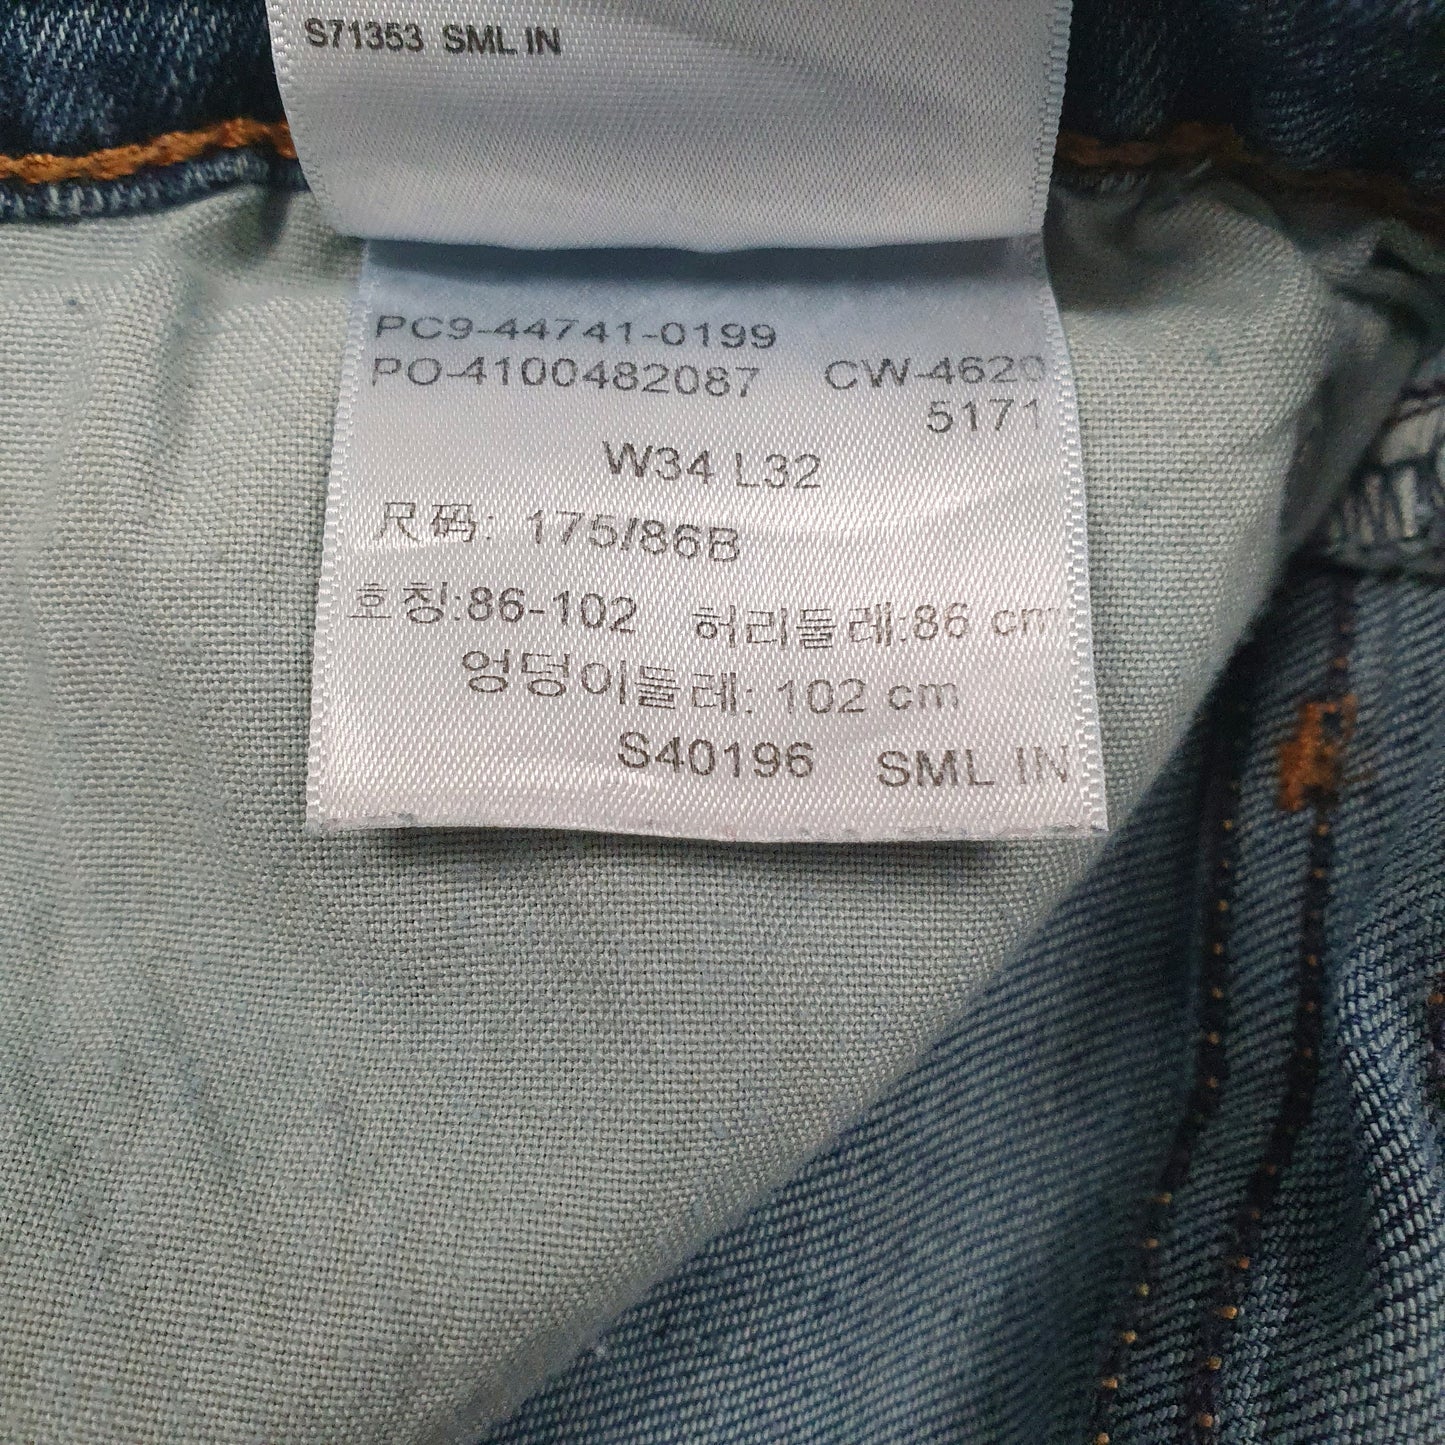 S71353 SML IN
PC9-44741-0199
PO-4100482087 CW-4620
5171
W34 L32
尺码: 175/86B
호칭:86-102 허리둘레:86 cm
엉덩이둘레: 102 cm
S40196 SML IN